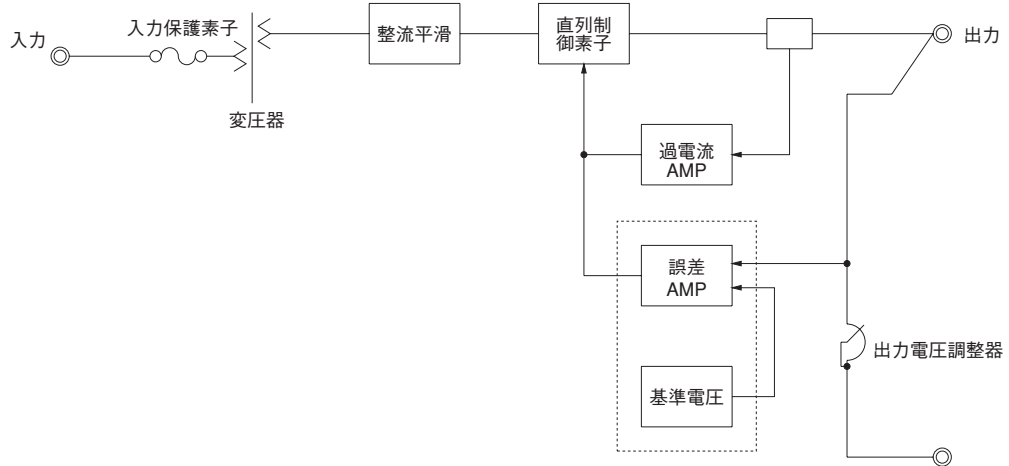 入力
入力保護素子
変圧器
整流平滑
直列制
御素子
出力
過電流
AMP
誤差
AMP
基準電圧
出力電圧調整器